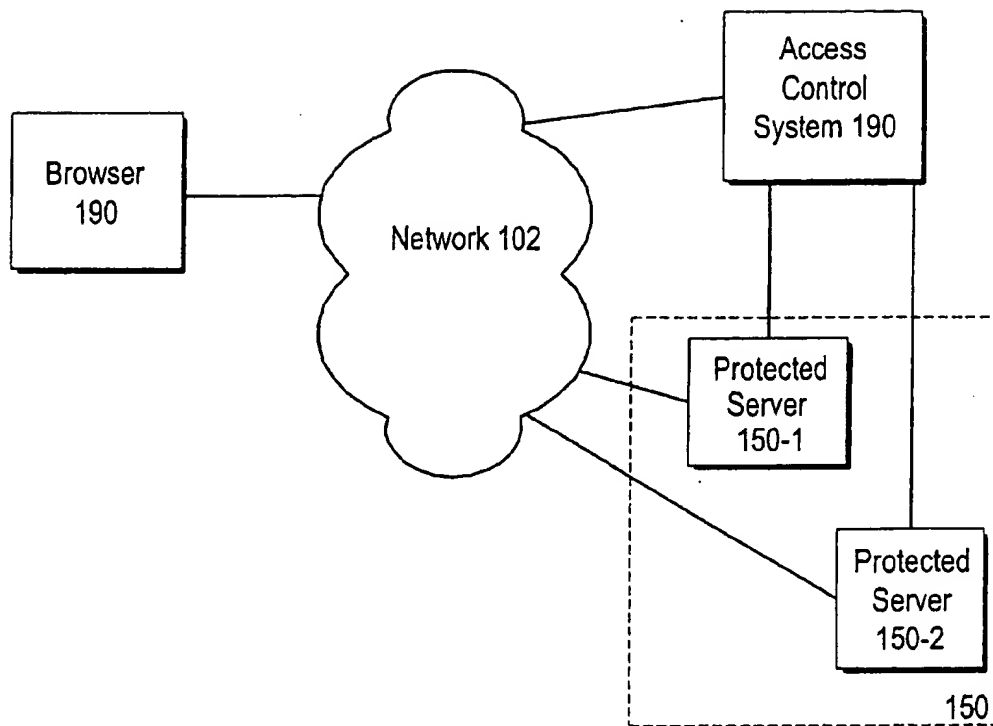 Access
Control
System 190
Browser
190
Network 102
Protected
Server
150-1
Protected
Server
150-2
150